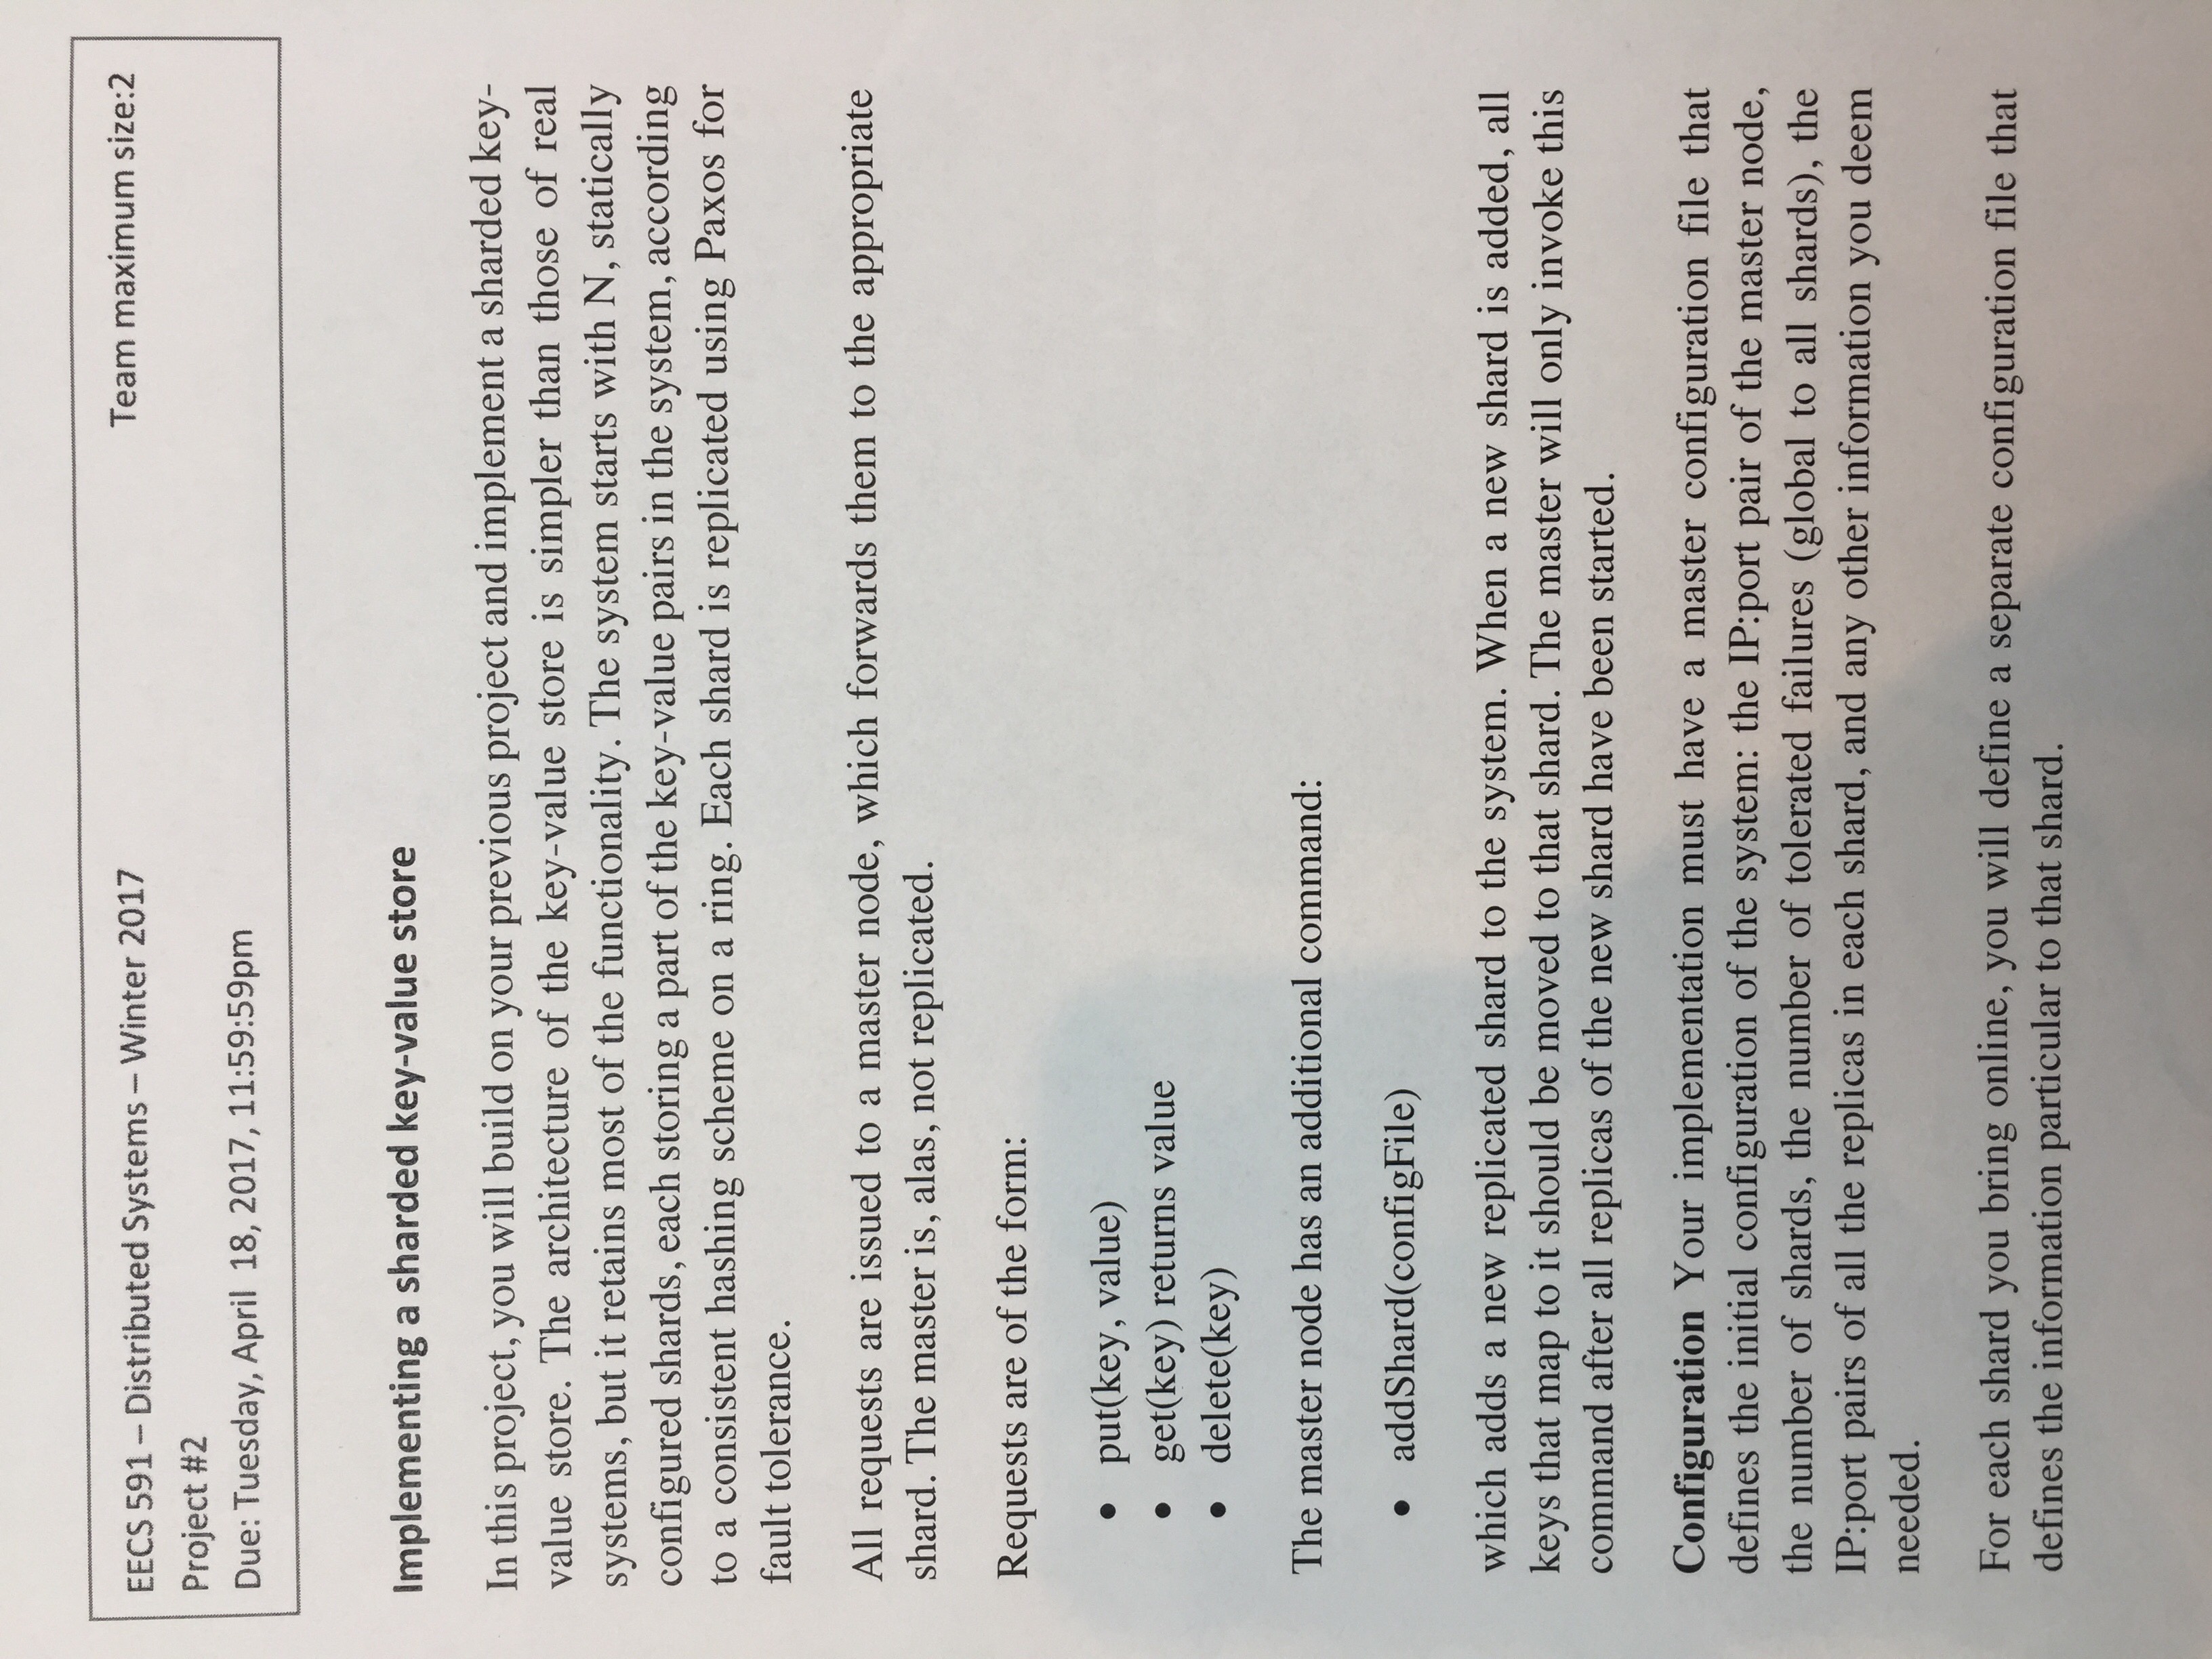 EECS 591 – Distributed Systems – Winter 2017
Team maximum size:2
Project #2
Due: Tuesday, April 18, 2017, 11:59:59pm
Implementing a sharded key-value store
In this project, you will build on your previous project and implement a sharded key-
value store. The architecture of the key-value store is simpler than those of real
systems, but it retains most of the functionality. The system starts with N, statically
configured shards, each storing a part of the key-value pairs in the system, according
to a consistent hashing scheme on a ring. Each shard is replicated using Paxos for
fault tolerance.
All requests are issued to a master node, which forwards them to the appropriate
shard. The master is, alas, not replicated.
Requests are of the form:
• put(key, value)
• get(key) returns value
• delete(key)
The master node has an additional command:
• addShard(configFile)
which adds a new replicated shard to the system. When a new shard is added, all
keys that map to it should be moved to that shard. The master will only invoke this
command after all replicas of the new shard have been started.
Configuration Your implementation must have a master configuration file that
defines the initial configuration of the system: the IP:port pair of the master node,
the number of shards, the number of tolerated failures (global to all shards), the
IP:port pairs of all the replicas in each shard, and any other information you deem
needed.
For each shard you bring online, you will define a separate configuration file that
defines the information particular to that shard.